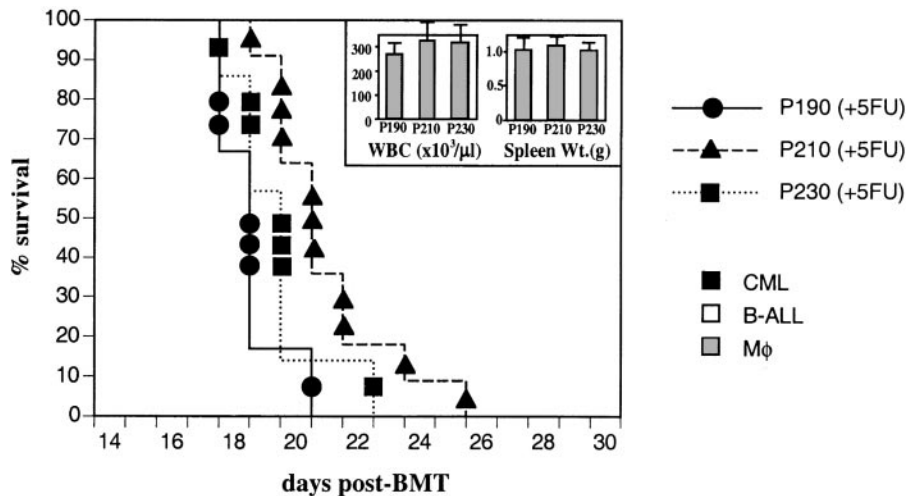 % survival
100
90
80
70
60
50
40
30
20
10
0
14 16 18 20 22 24 26 28 30
days post-BMT
300
200
100
0
P190 P210 P230
WBC (x10³/μl)
1.0
0.5
0
P190 P210 P230
Spleen Wt.(g)
P190 (+5FU)
P210 (+5FU)
P230 (+5FU)
CML
B-ALL
Mϕ